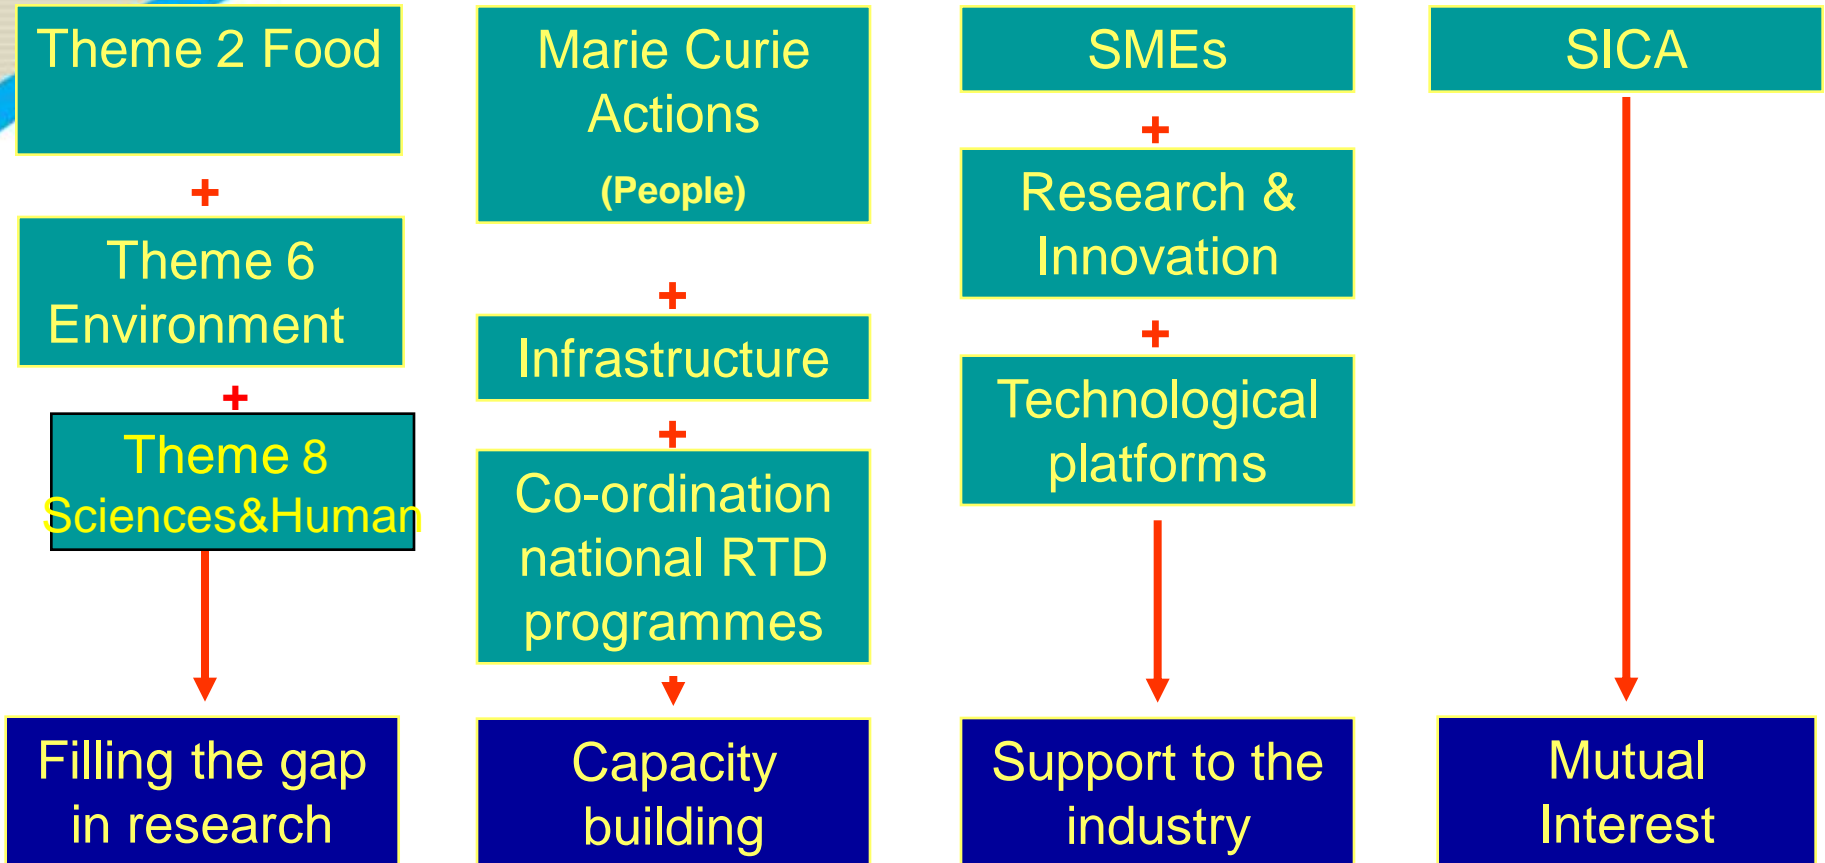 Theme 2 Food
+
Theme 6
Environment
+
Theme 8
Sciences&Human
Filling the gap
in research
Marie Curie
Actions
(People)
+
Infrastructure
+
Co-ordination
national RTD
programmes
Capacity
building
SMEs
+
Research &
Innovation
+
Technological
platforms
Support to the
industry
SICA
Mutual
Interest